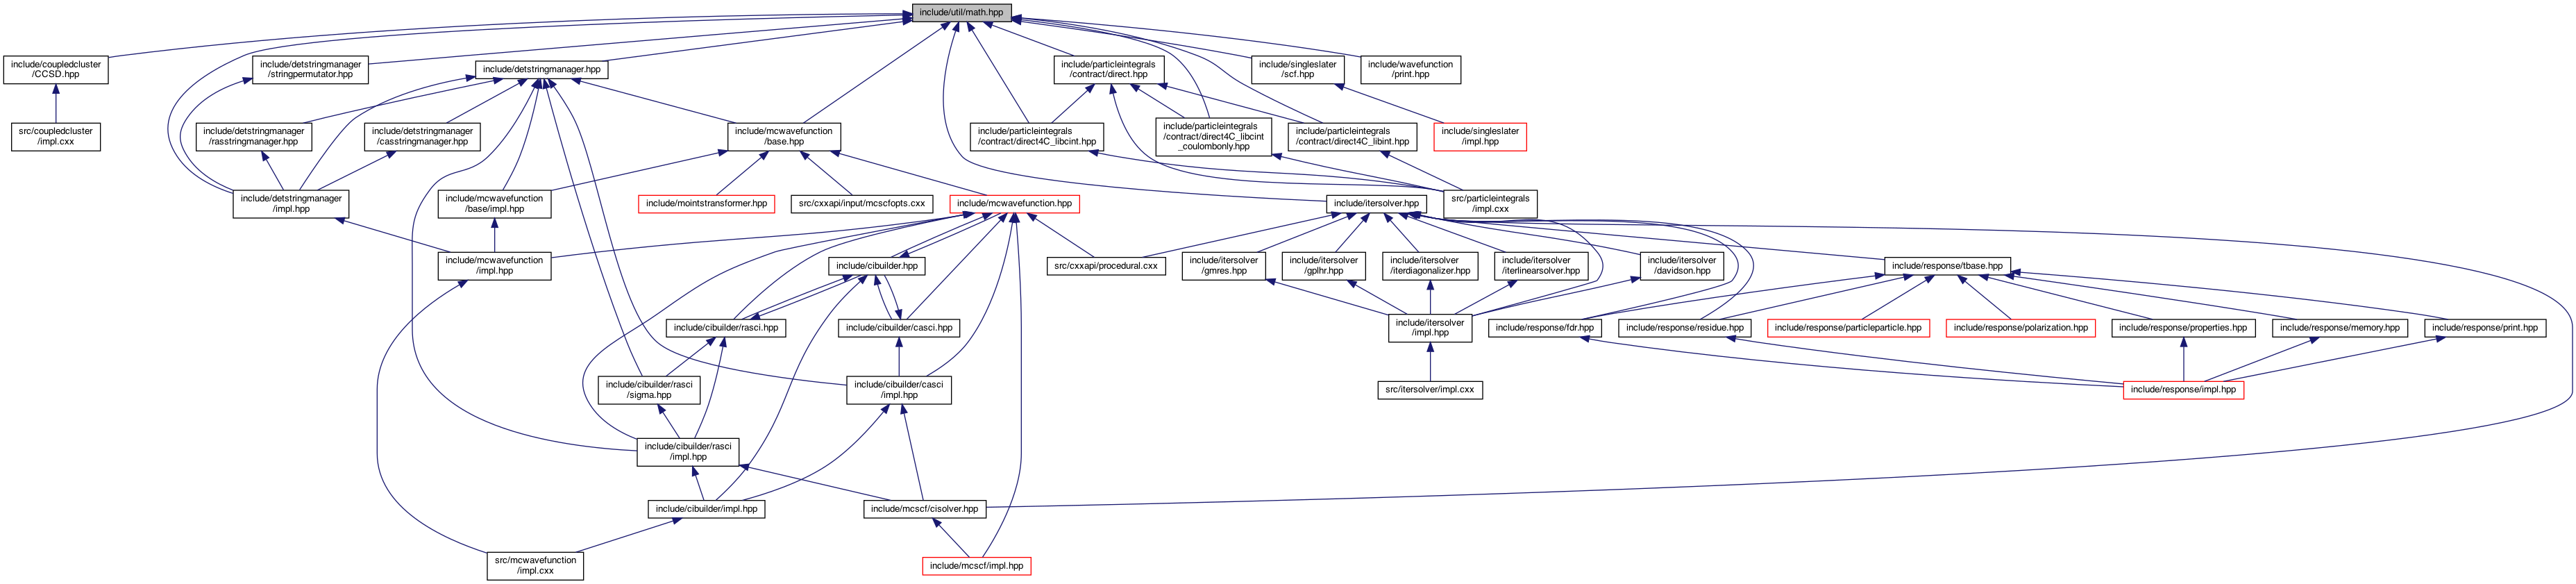 include/util/math.hpp
include/coupledcluster
/CCSD.hpp
include/detstringmanager
/stringpermutator.hpp
include/detstringmanager.hpp
include/particleintegrals
/contract/direct.hpp
include/singleslater
/scf.hpp
include/wavefunction
/print.hpp
src/coupledcluster
/impl.cxx
include/detstringmanager
/rasstringmanager.hpp
include/detstringmanager
/casstringmanager.hpp
include/mcwavefunction
/base.hpp
include/particleintegrals
/contract/direct4C_libcint.hpp
include/particleintegrals
/contract/direct4C_libcint
_coulombonly.hpp
include/particleintegrals
/contract/direct4C_libint.hpp
include/singleslater
/impl.hpp
include/detstringmanager
/impl.hpp
include/mcwavefunction
/base/impl.hpp
include/mointstransformer.hpp
src/cxxapi/input/mcscfopts.cxx
include/mcwavefunction.hpp
include/itersolver.hpp
src/particleintegrals
/impl.cxx
include/mcwavefunction
/impl.hpp
include/cibuilder.hpp
src/cxxapi/procedural.cxx
include/itersolver
/gmres.hpp
include/itersolver
/gplhr.hpp
include/itersolver
/iterdiagonalizer.hpp
include/itersolver
/iterlinearsolver.hpp
include/itersolver
/davidson.hpp
include/response/tbase.hpp
include/cibuilder/rasci.hpp
include/cibuilder/casci.hpp
include/itersolver
/impl.hpp
include/response/fdr.hpp
include/response/residue.hpp
include/response/particleparticle.hpp
include/response/polarization.hpp
include/response/properties.hpp
include/response/memory.hpp
include/response/print.hpp
include/cibuilder/rasci
/sigma.hpp
include/cibuilder/casci
/impl.hpp
src/itersolver/impl.cxx
include/response/impl.hpp
include/cibuilder/rasci
/impl.hpp
include/cibuilder/impl.hpp
include/mcscf/cisolver.hpp
src/mcwavefunction
/impl.cxx
include/mcscf/impl.hpp